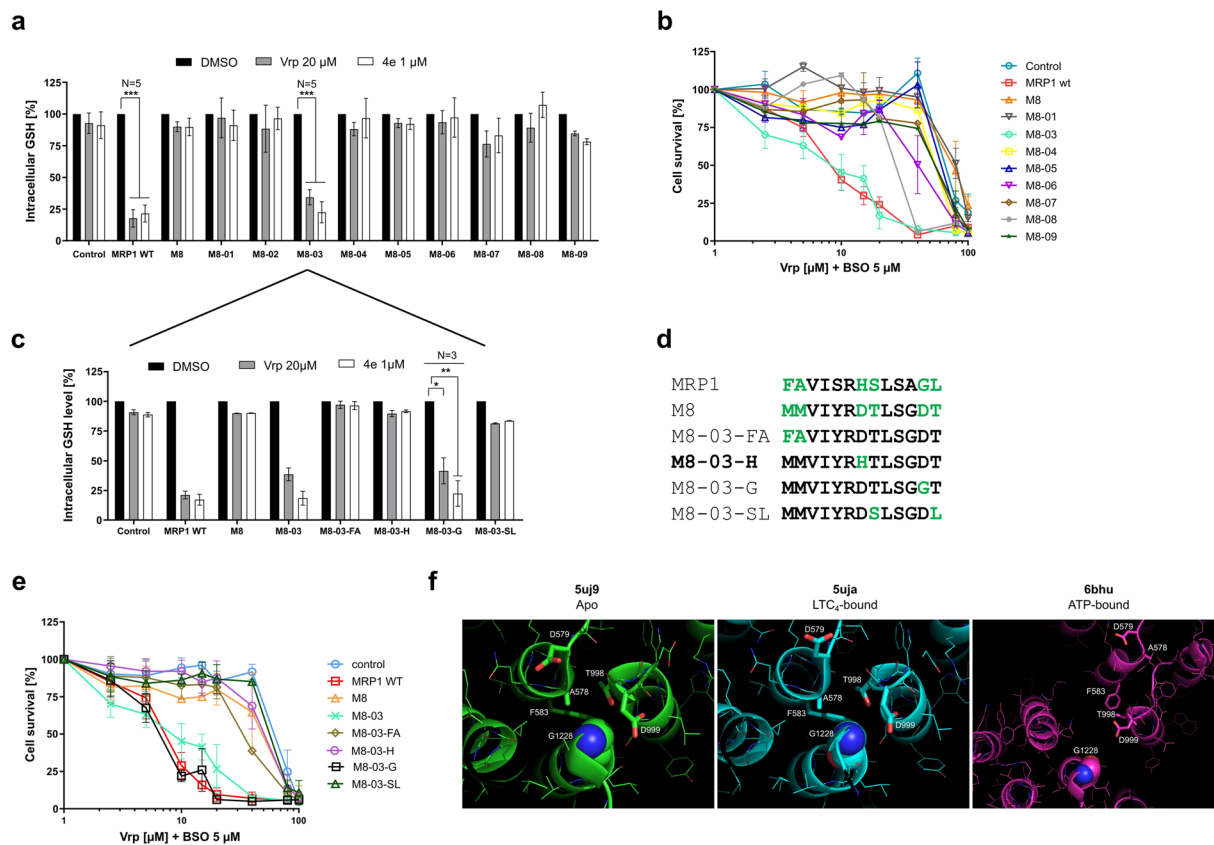 a
DMSO Vrp 20 µM 4e 1 µM
N=5
***
N=5
***
Intracellular GSH [%]
125
100
75
50
25
0
Control MRP1 WT M8 M8-01 M8-02 M8-03 M8-04 M8-05 M8-06 M8-07 M8-08 M8-09
b
Cell survival [%]
125
100
75
50
25
0
1 10 100
Vrp [µM] + BSO 5 µM
Control
MRP1 wt
M8
M8-01
M8-03
M8-04
M8-05
M8-06
M8-07
M8-08
M8-09
c
DMSO Vrp 20µM 4e 1µM
N=3
**
*
Intracellular GSH level [%]
125
100
75
50
25
0
Control MRP1 WT M8 M8-03 M8-03-FA M8-03-H M8-03-G M8-03-SL
d
MRP1 FAVISRHSLSAGL
M8 MMVIYRDTLSGDT
M8-03-FA FAVIYRDTLSGDT
M8-03-H MMVIYRHTLSGDT
M8-03-G MMVIYRDTLSGGT
M8-03-SL MMVIYRDSLSGDL
e
Cell survival [%]
125
100
75
50
25
0
1 10 100
Vrp [µM] + BSO 5 µM
control
MRP1 WT
M8
M8-03
M8-03-FA
M8-03-H
M8-03-G
M8-03-SL
f
5uj9
Apo
D579
T998
A578
F583
D999
G1228
5uja
LTC4-bound
D579
T998
A578
F583
D999
G1228
6bhu
ATP-bound
D579
A578
F583
T998
D999
G1228